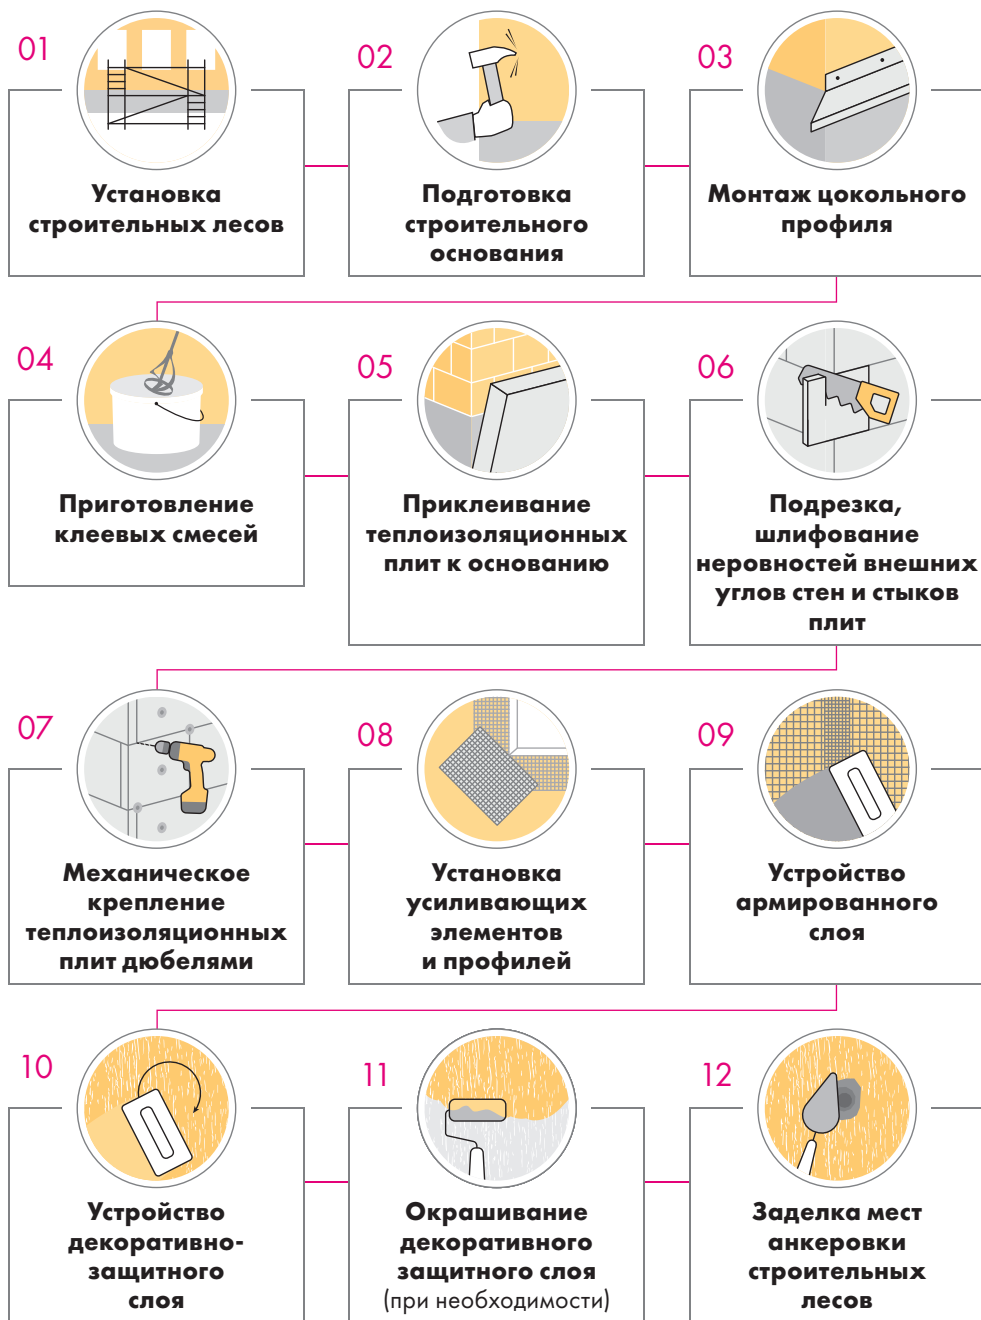 01
Установка
строительных лесов
02
Подготовка
строительного
основания
03
Монтаж цокольного
профиля
04
Приготовление
клеевых смесей
05
Приклеивание
теплоизоляционных
плит к основанию
06
Подрезка,
шлифование
неровностей внешних
углов стен и стыков
плит
07
Механическое
крепление
теплоизоляционных
плит дюбелями
08
Установка
усиливающих
элементов
и профилей
09
Устройство
армированного
слоя
10
Устройство
декоративно-
защитного
слоя
11
Окрашивание
декоративного
защитного слоя
(при необходимости)
12
Заделка мест
анкеровки
строительных
лесов